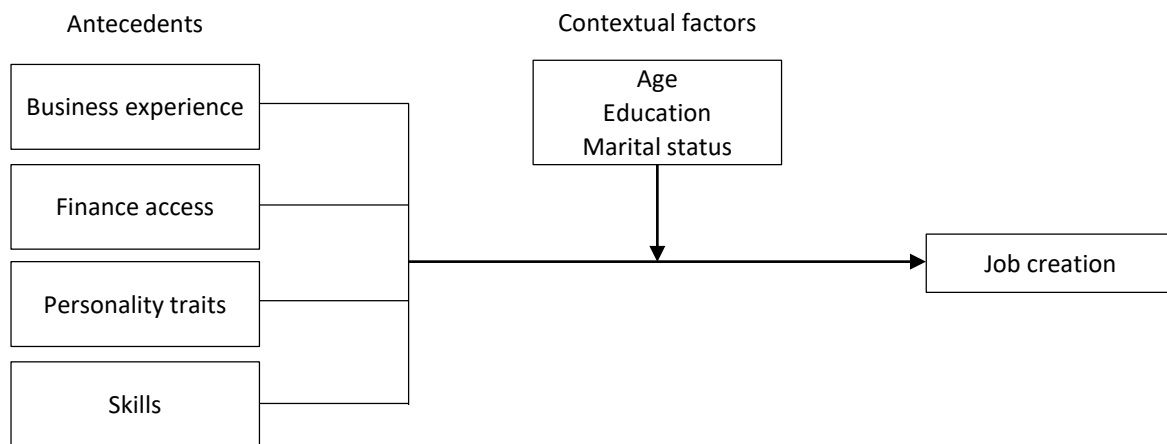 Antecedents
Contextual factors
Business experience
Finance access
Personality traits
Skills
Age
Education
Marital status
Job creation